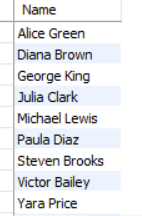 Name
Alice Green
Diana Brown
George King
Julia Clark
Michael Lewis
Paula Diaz
Steven Brooks
Victor Bailey
Yara Price